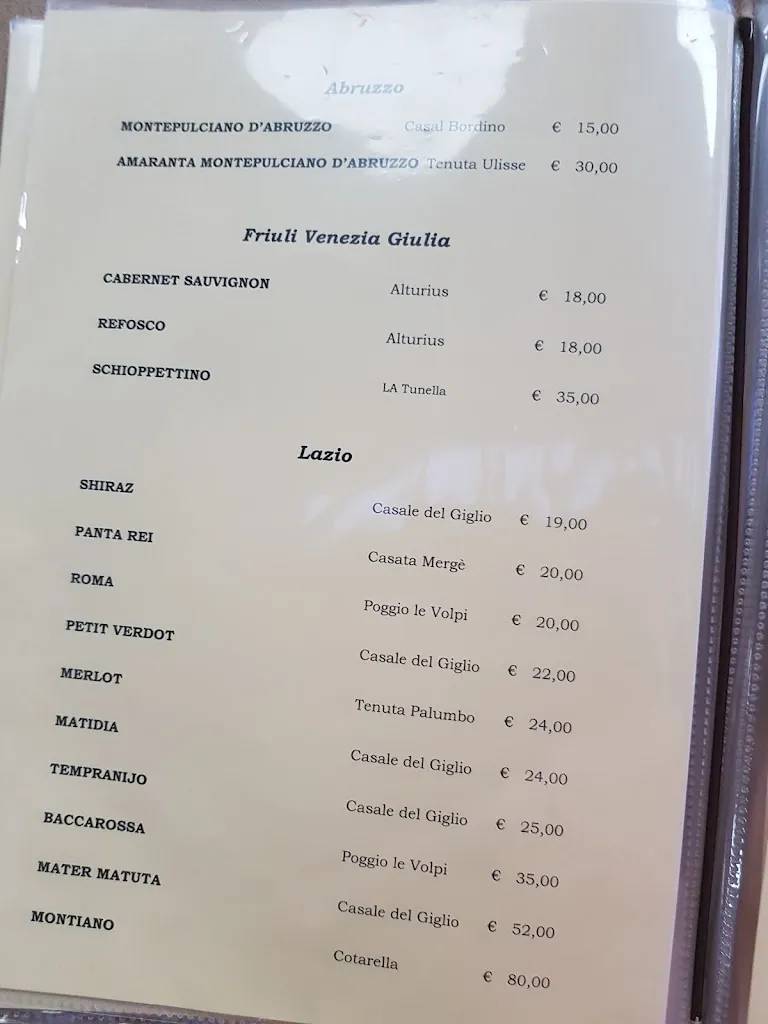 Abruzzo
MONTEPULCIANO D'ABRUZZO Casal Bordino € 15,00
AMARANTA MONTEPULCIANO D'ABRUZZO Tenuta Ulisse € 30,00
Friuli Venezia Giulia
CABERNET SAUVIGNON Alturius € 18,00
REFOSCO Alturius € 18,00
SCHIOPPETTINO LA Tunella € 35,00
Lazio
SHIRAZ Casale del Giglio € 19,00
PANTA REI Casata Mergè € 20,00
ROMA Poggio le Volpi € 20,00
PETIT VERDOT Casale del Giglio € 22,00
MERLOT Tenuta Palumbo € 24,00
MATIDIA Casale del Giglio € 24,00
TEMPRANIJO Casale del Giglio € 25,00
BACCAROSSA Poggio le Volpi € 35,00
MATER MATUTA Casale del Giglio € 52,00
MONTIANO Cotarella € 80,00